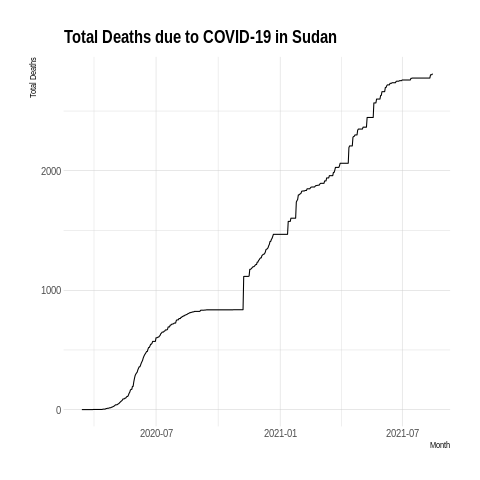 Total Deaths due to COVID-19 in Sudan
Total Deaths
2000
1000
0
2020-07
2021-01
2021-07
Month